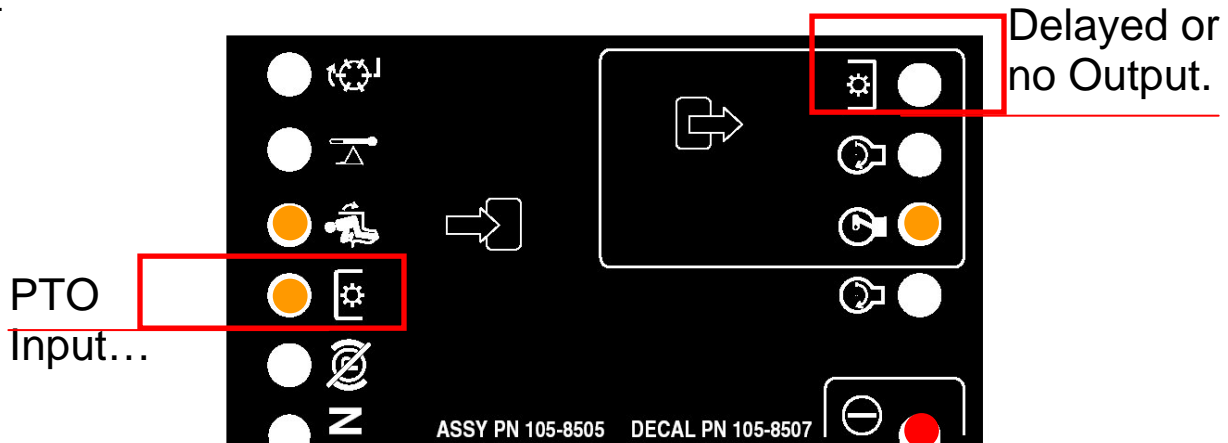 Delayed or
no Output.
PTO
Input…
N
ASSY PN 105-8505 DECAL PN 105-8507